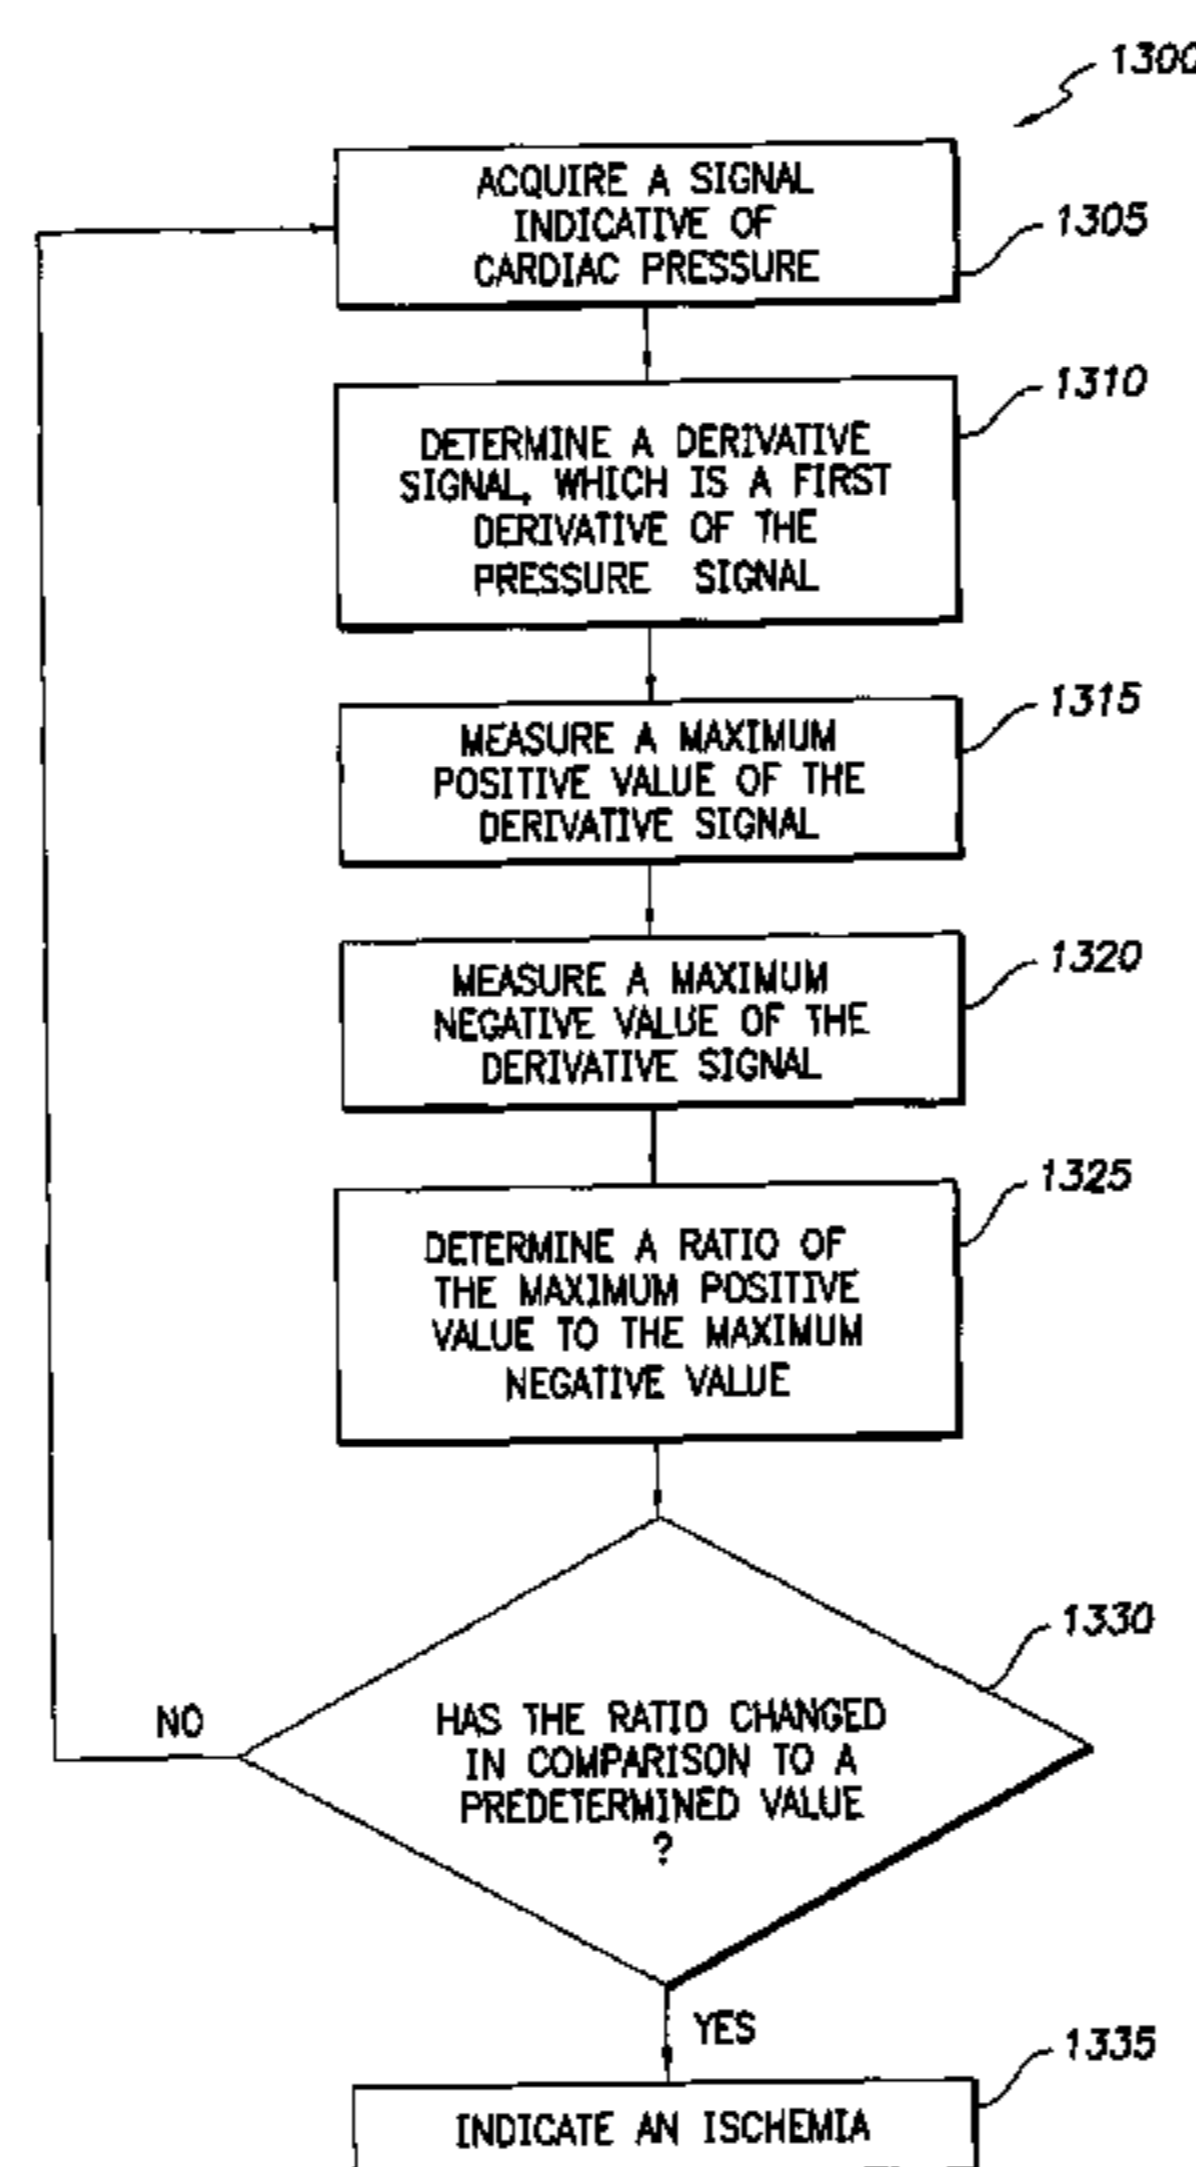 1300
ACQUIRE A SIGNAL
INDICATIVE OF
CARDIAC PRESSURE
1305
1310
DETERMINE A DERIVATIVE
SIGNAL, WHICH IS A FIRST
DERIVATIVE OF THE
PRESSURE SIGNAL
1315
MEASURE A MAXIMUM
POSITIVE VALUE OF THE
DERIVATIVE SIGNAL
1320
MEASURE A MAXIMUM
NEGATIVE VALUE OF THE
DERIVATIVE SIGNAL
1325
DETERMINE A RATIO OF
THE MAXIMUM POSITIVE
VALUE TO THE MAXIMUM
NEGATIVE VALUE
1330
NO
HAS THE RATIO CHANGED
IN COMPARISON TO A
PREDETERMINED VALUE
?
YES
1335
INDICATE AN ISCHEMIA